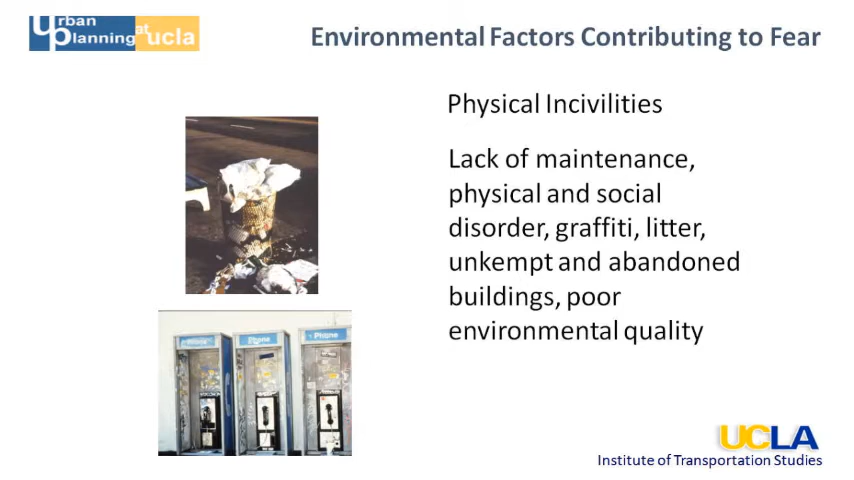 Urban
Planning at ucla
Environmental Factors Contributing to Fear
Physical Incivilities
Lack of maintenance,
physical and social
disorder, graffiti, litter,
unkempt and abandoned
buildings, poor
environmental quality
Phone Phone Phone
UCLA
Institute of Transportation Studies